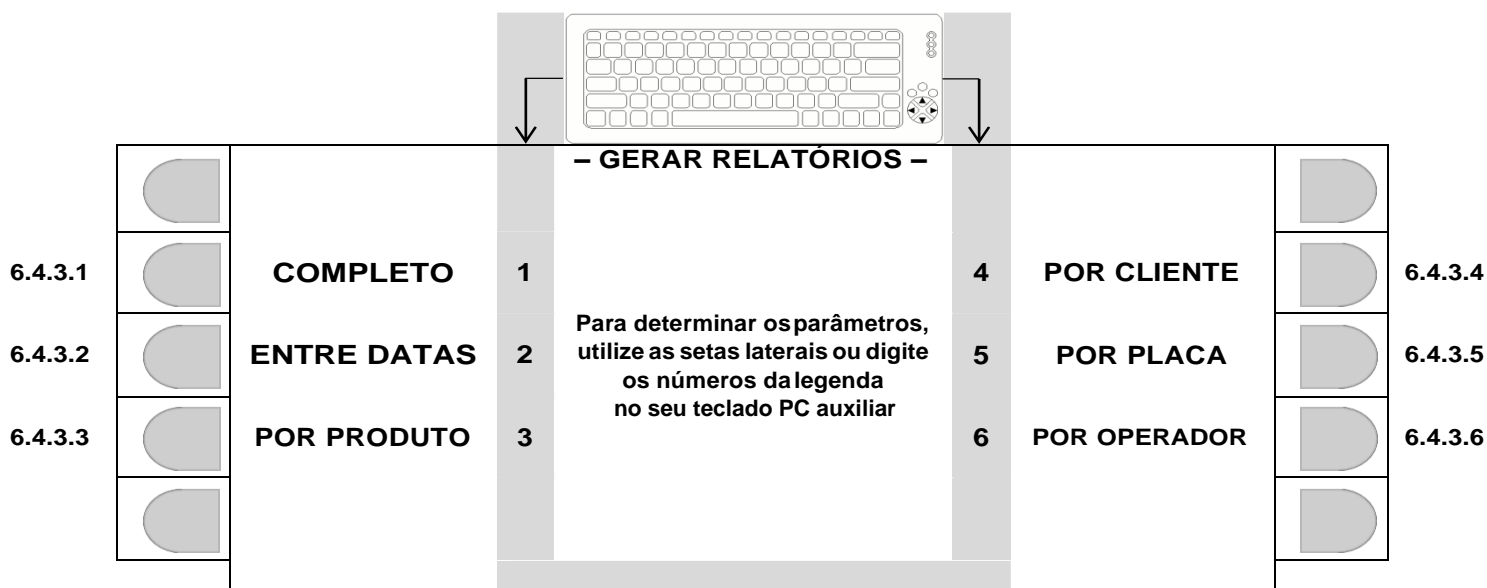 – GERAR RELATÓRIOS –
6.4.3.1 COMPLETO 1 4 POR CLIENTE 6.4.3.4
Para determinar os parâmetros,
6.4.3.2 ENTRE DATAS 2 utilize as setas laterais ou digite 5 POR PLACA 6.4.3.5
os números da legenda
no seu teclado PC auxiliar
6.4.3.3 POR PRODUTO 3 6 POR OPERADOR 6.4.3.6